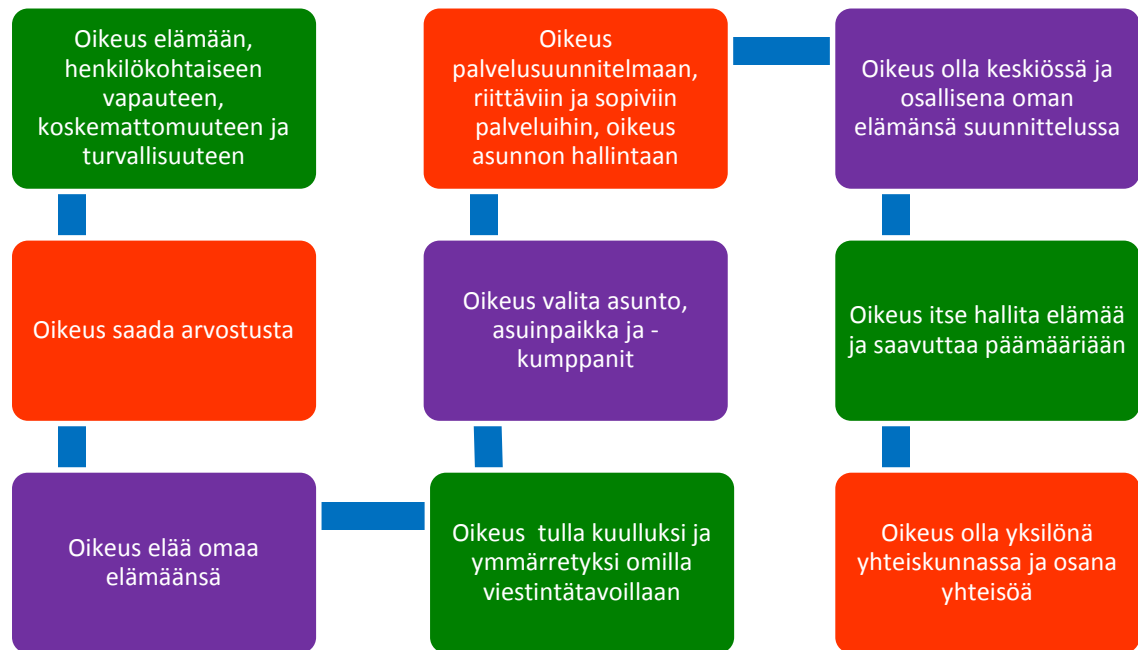 Oikeus elämään,
henkilökohtaiseen
vapauteen,
koskemattomuuteen ja
turvallisuuteen
Oikeus saada arvostusta
Oikeus elää omaa
elämäänsä
Oikeus  tulla kuulluksi ja
ymmärretyksi omilla
viestintätavoillaan
Oikeus valita asunto,
asuinpaikka ja -
kumppanit
Oikeus
palvelusuunnitelmaan,
riittäviin ja sopiviin
palveluihin, oikeus
asunnon hallintaan
Oikeus olla keskiössä ja
osallisena oman
elämänsä suunnittelussa
Oikeus itse hallita elämää
ja saavuttaa päämääriään
Oikeus olla yksilönä
yhteiskunnassa ja osana
yhteisöä